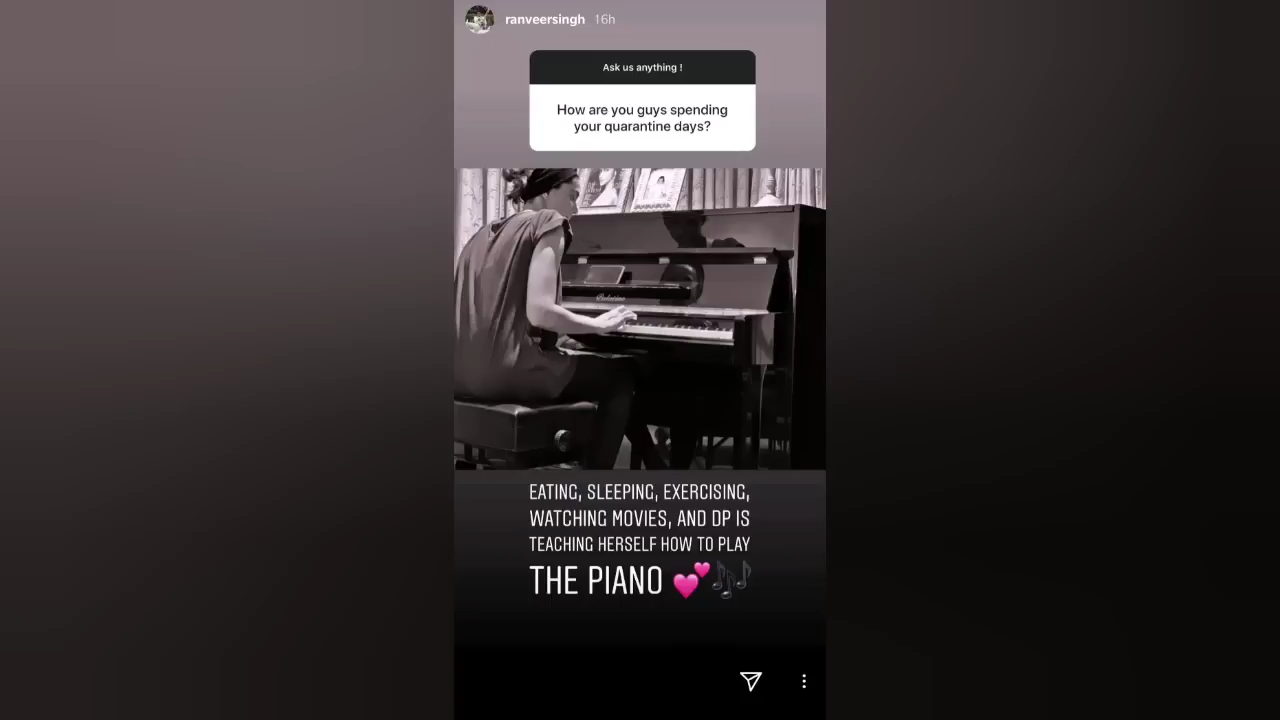 ranveersingh 16h
Ask us anything !
How are you guys spending
your quarantine days?
EATING, SLEEPING, EXERCISING,
WATCHING MOVIES, AND DP IS
TEACHING HERSELF HOW TO PLAY
THE PIANO 💕🎶